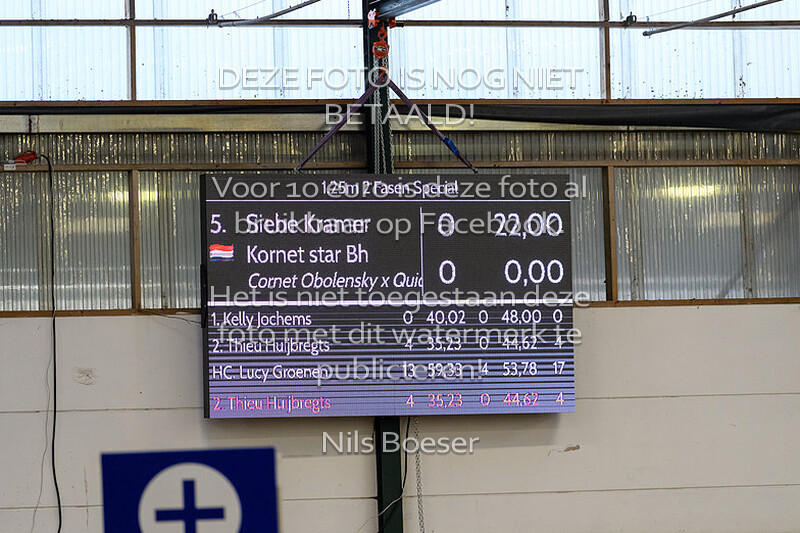 DEZE FOTO IS NOG NIET
BETAALD!
1.25m 2 Fasen Special
Voor 10 euro is deze foto al
5. Siebe Kramer 0 22,00
bruikbaar op Facebook.
Kornet star Bh
Cornet Obolensky x Quid 0 0,00
Het is niet toegestaan deze
1. Kelly Jochems 0 40,02 0 48,00 0
foto met dit watermerk te
2. Thieu Huijbregts 4 35,23 0 44,62 4
publiceren!
HC. Lucy Groenen 13 59,33 4 53,78 17
2. Thieu Huijbregts 4 35,23 0 44,62 4
Nils Boeser